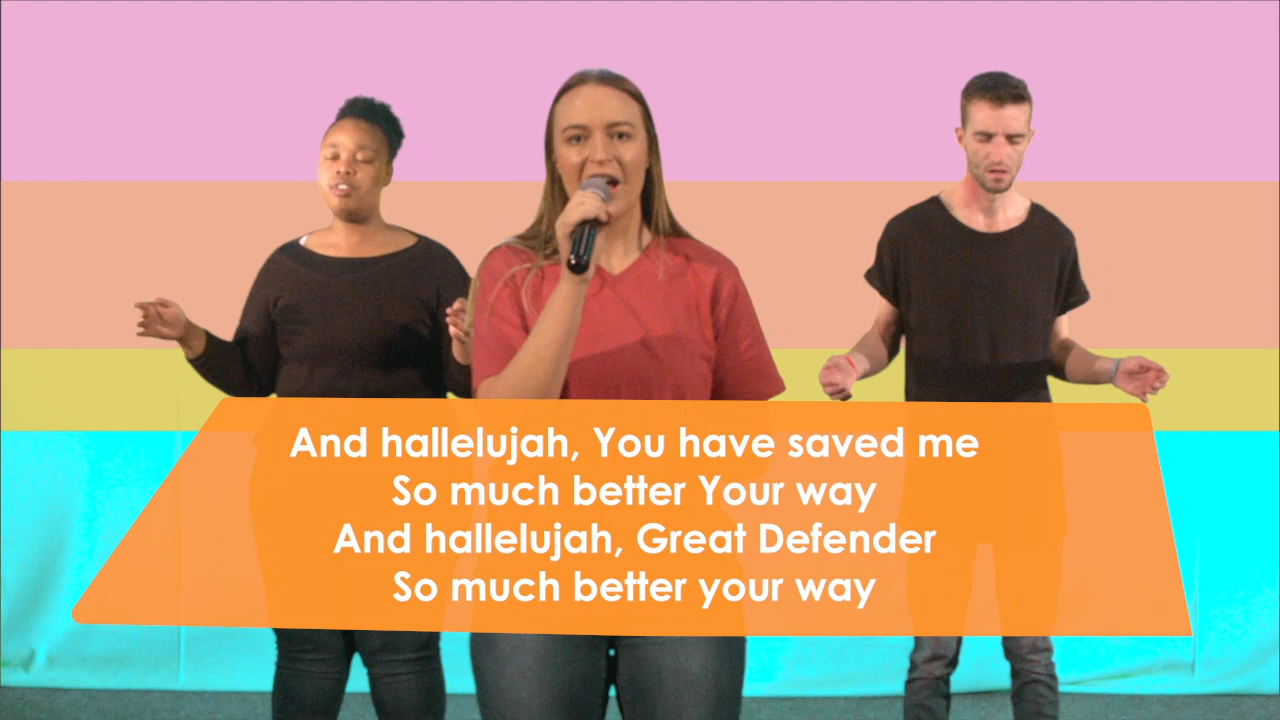 And hallelujah, You have saved me
So much better Your way
And hallelujah, Great Defender
So much better your way